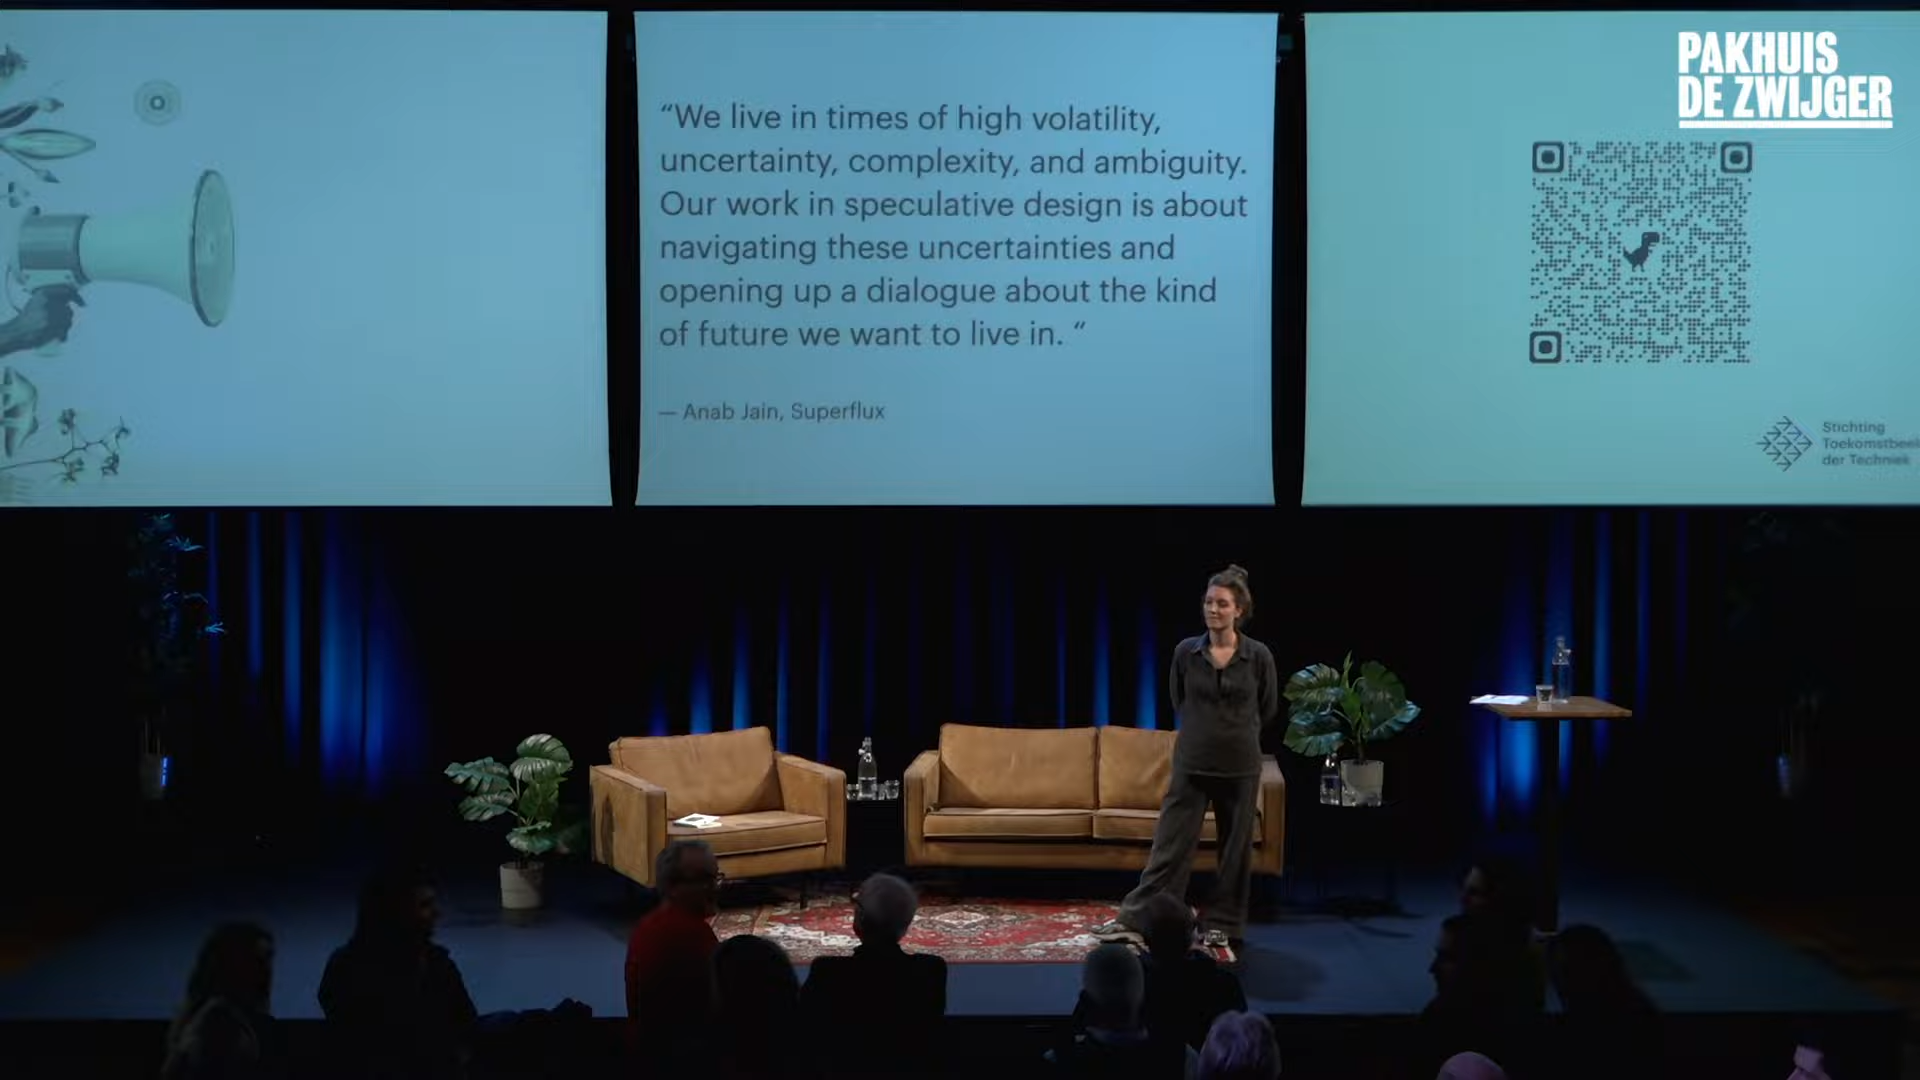 PAKHUIS
DE ZWIJGER
“We live in times of high volatility,
uncertainty, complexity, and ambiguity.
Our work in speculative design is about
navigating these uncertainties and
opening up a dialogue about the kind
of future we want to live in. “
— Anab Jain, Superflux
Stichting
Toekomstbeel
der Techniek